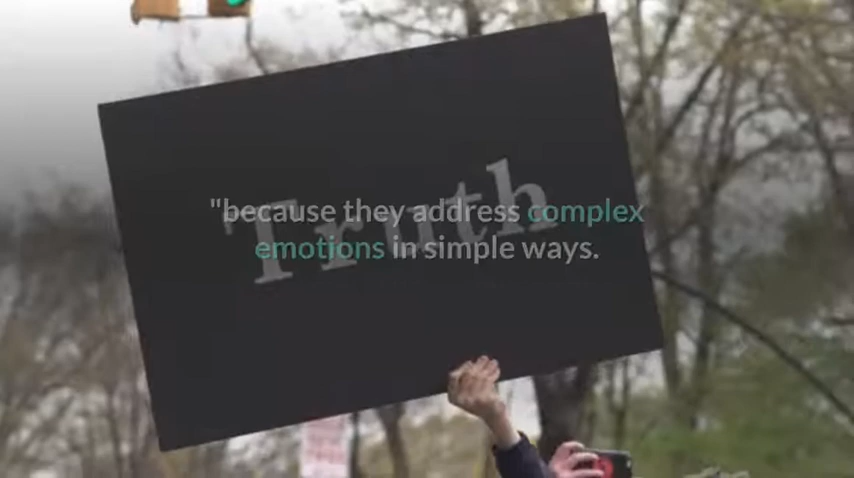 Truth
"because they address complex
emotions in simple ways.